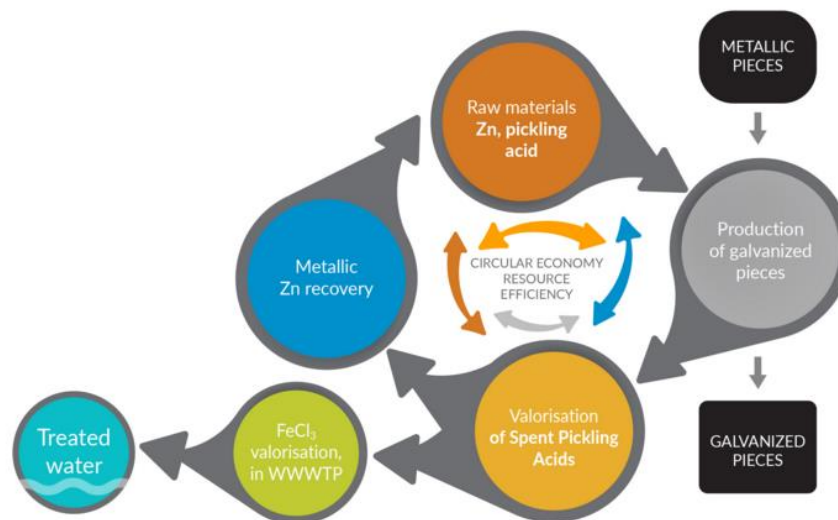 METALLIC
PIECES
Raw materials
Zn, pickling
acid
Production
of galvanized
pieces
Metallic
Zn recovery
CIRCULAR ECONOMY
RESOURCE
EFFICIENCY
Valorisation
of Spent Pickling
Acids
GALVANIZED
PIECES
FeCl₃
valorisation,
in WWWTP
Treated
water